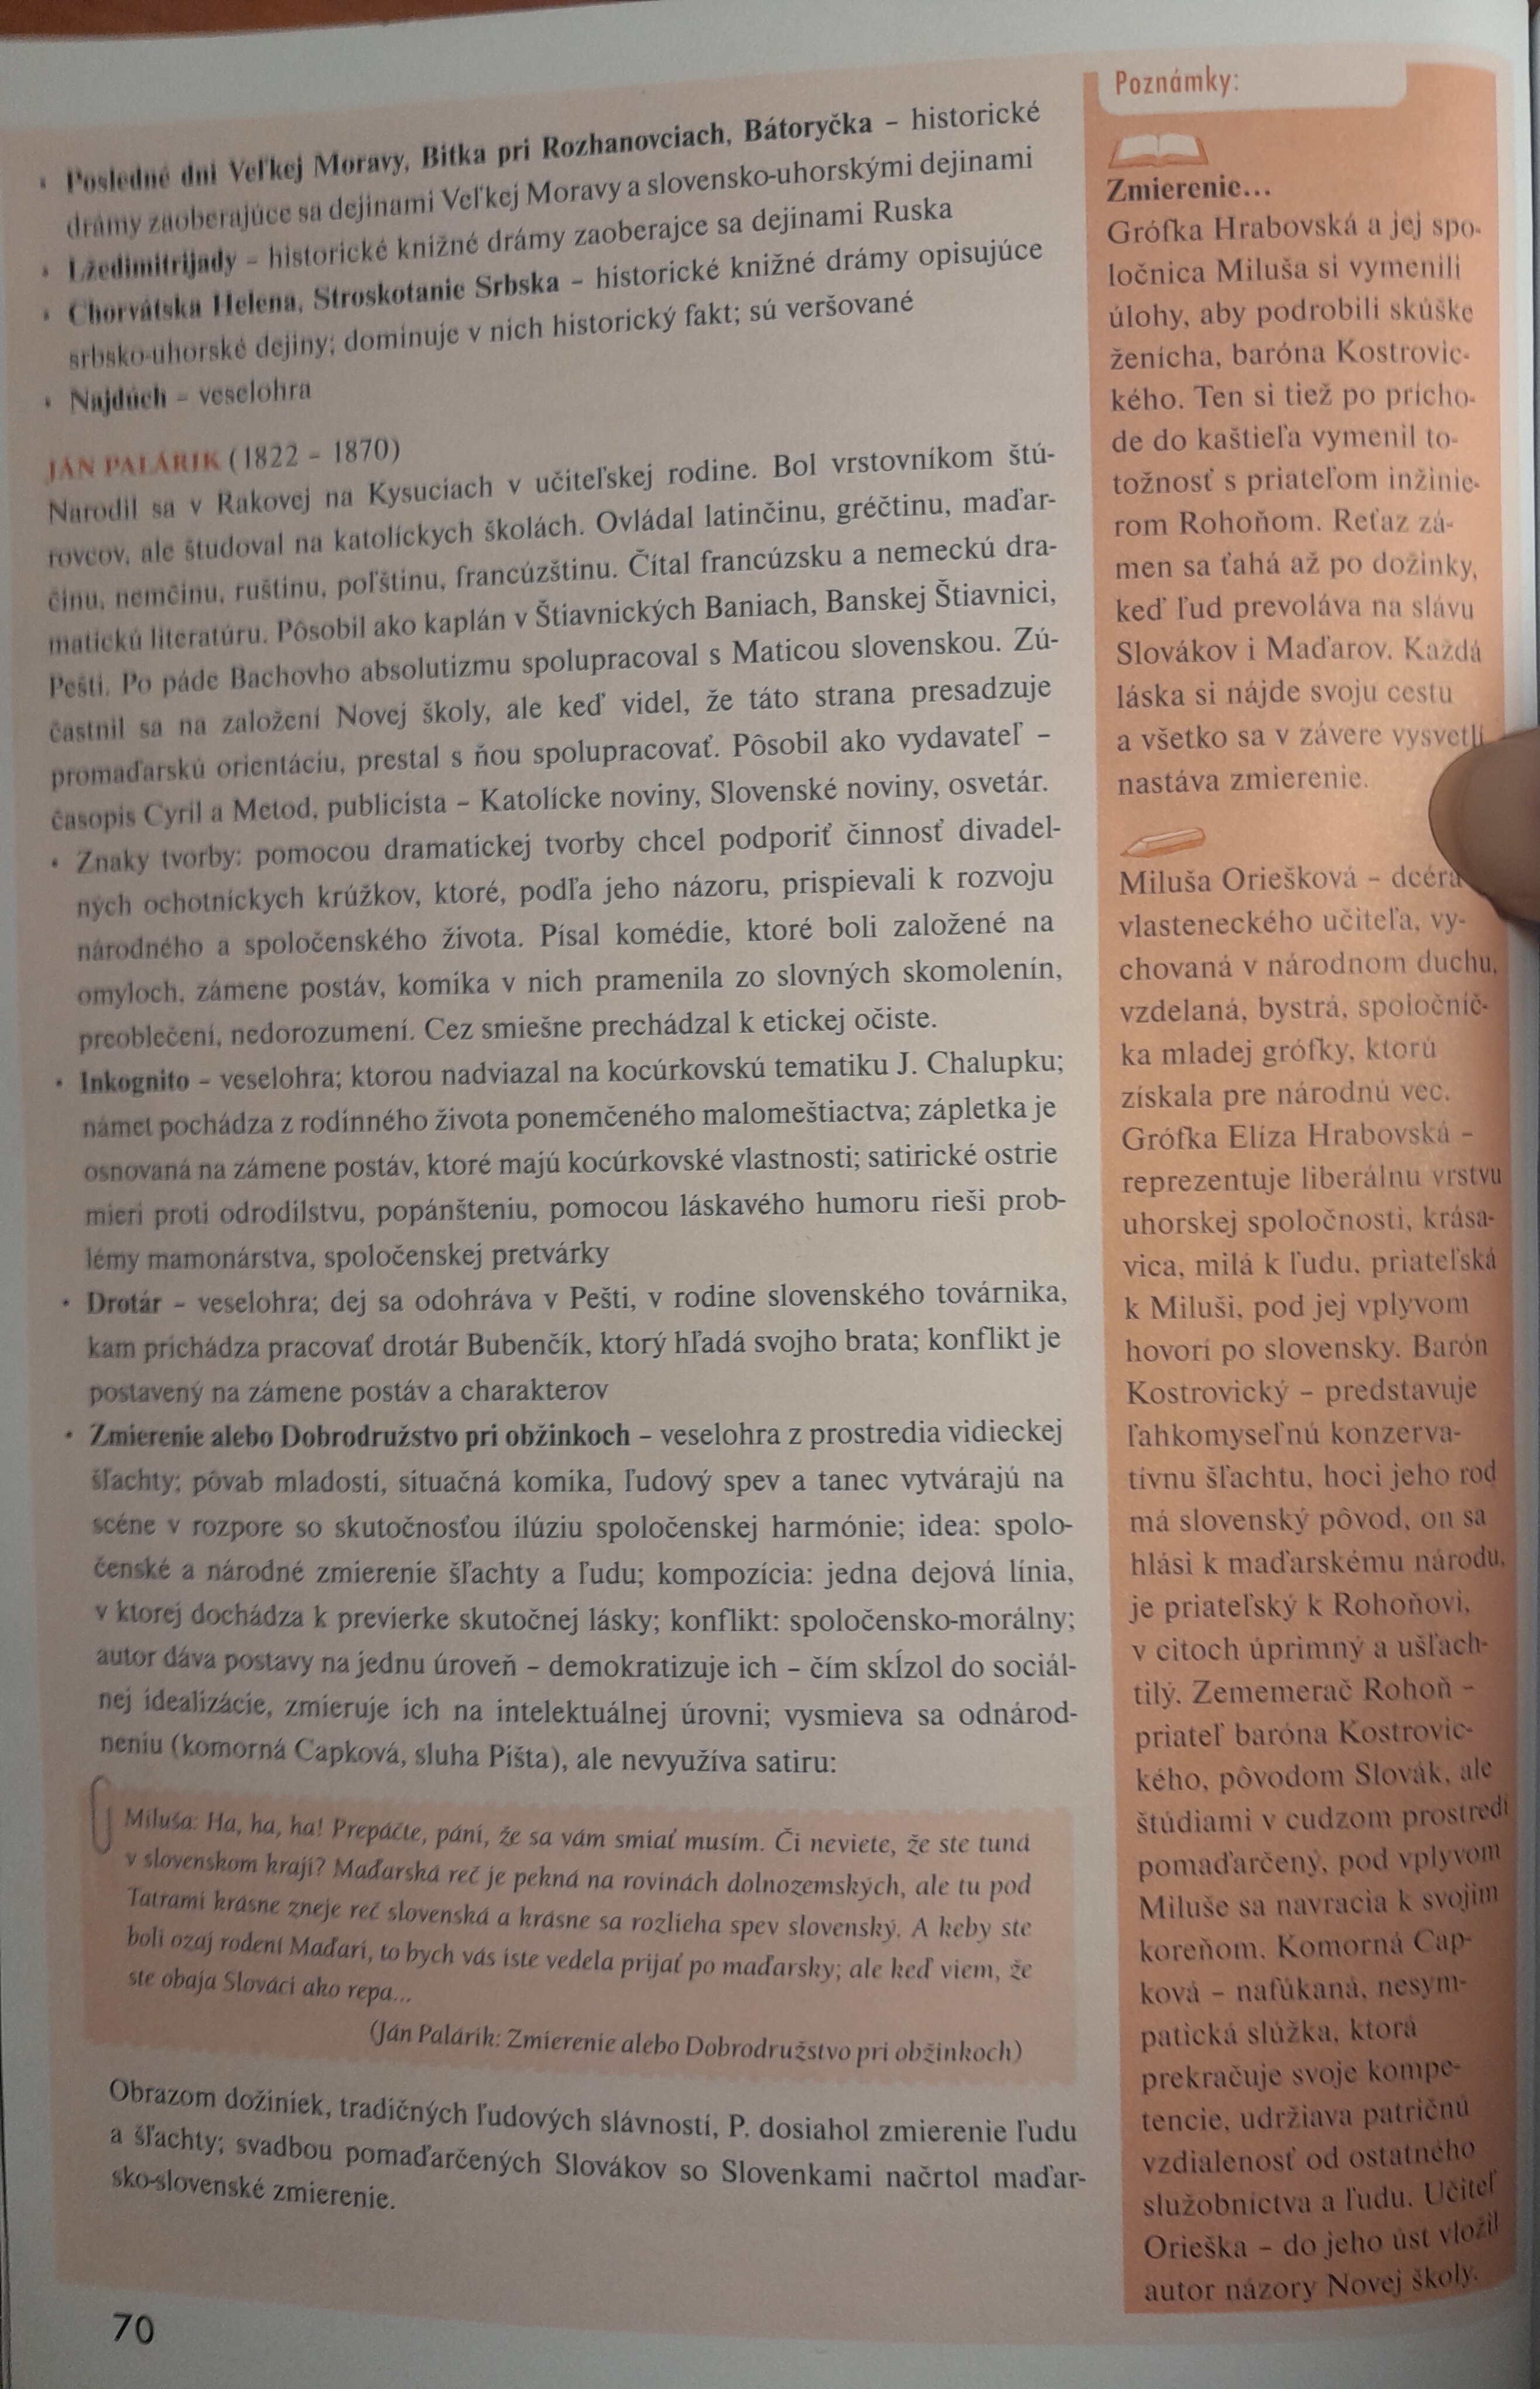 • Posledné dni Veľkej Moravy, Bitka pri Rozhanovciach, Bátoryčka – historické
drámy zaoberajúce sa dejinami Veľkej Moravy a slovensko-uhorskými dejinami
• Lžedimitrijady – historické knižné drámy zaoberajce sa dejinami Ruska
• Chorvátska Helena, Stroskotanie Srbska – historické knižné drámy opisujúce
srbsko-uhorské dejiny; dominuje v nich historický fakt; sú veršované
• Najdúch – veselohra
JÁN PALÁRIK (1822 – 1870)
Narodil sa v Rakovej na Kysuciach v učiteľskej rodine. Bol vrstovníkom štú-
rovcov, ale študoval na katolíckych školách. Ovládal latinčinu, gréčtinu, maďar-
činu, nemčinu, ruštinu, poľštinu, francúzštinu. Čítal francúzsku a nemeckú dra-
matickú literatúru. Pôsobil ako kaplán v Štiavnických Baniach, Banskej Štiavnici,
Pešti. Po páde Bachovho absolutizmu spolupracoval s Maticou slovenskou. Zú-
častnil sa na založení Novej školy, ale keď videl, že táto strana presadzuje
promaďarskú orientáciu, prestal s ňou spolupracovať. Pôsobil ako vydavateľ –
časopis Cyril a Metod, publicista – Katolícke noviny, Slovenské noviny, osvetár.
• Znaky tvorby: pomocou dramatickej tvorby chcel podporiť činnosť divadel-
ných ochotníckych krúžkov, ktoré, podľa jeho názoru, prispievali k rozvoju
národného a spoločenského života. Písal komédie, ktoré boli založené na
omyloch, zámene postáv, komika v nich pramenila zo slovných skomolenín,
preoblečení, nedorozumení. Cez smiešne prechádzal k etickej očiste.
• Inkognito – veselohra; ktorou nadviazal na kocúrkovskú tematiku J. Chalupku;
námet pochádza z rodinného života ponemčeného malomeštiactva; zápletka je
osnovaná na zámene postáv, ktoré majú kocúrkovské vlastnosti; satirické ostrie
mieri proti odrodilstvu, popánšteniu, pomocou láskavého humoru rieši prob-
lémy mamonárstva, spoločenskej pretvárky
• Drotár – veselohra; dej sa odohráva v Pešti, v rodine slovenského továrnika,
kam prichádza pracovať drotár Bubenčík, ktorý hľadá svojho brata; konflikt je
postavený na zámene postáv a charakterov
• Zmierenie alebo Dobrodružstvo pri obžinkoch – veselohra z prostredia vidieckej
šľachty; pôvab mladosti, situačná komika, ľudový spev a tanec vytvárajú na
scéne v rozpore so skutočnosťou ilúziu spoločenskej harmónie; idea: spolo-
čenské a národné zmierenie šľachty a ľudu; kompozícia: jedna dejová línia,
v ktorej dochádza k previerke skutočnej lásky; konflikt: spoločensko-morálny;
autor dáva postavy na jednu úroveň – demokratizuje ich – čím skĺzol do sociál-
nej idealizácie, zmieruje ich na intelektuálnej úrovni; vysmieva sa odnárod-
neniu (komorná Capková, sluha Pišta), ale nevyužíva satiru:
Miluša: Ha, ha, ha! Prepáčte, páni, že sa vám smiať musím. Či neviete, že ste tuná
v slovenskom kraji? Maďarská reč je pekná na rovinách dolnozemských, ale tu pod
Tatrami krásne zneje reč slovenská a krásne sa rozlieha spev slovenský. A keby ste
boli ozaj rodení Maďari, to bych vás iste vedela prijať po maďarsky; ale keď viem, že
ste obaja Slováci ako repa...
(Ján Palárik: Zmierenie alebo Dobrodružstvo pri obžinkoch)
Obrazom dožiniek, tradičných ľudových slávností, P. dosiahol zmierenie ľudu
a šľachty; svadbou pomaďarčených Slovákov so Slovenkami načrtol maďar-
sko-slovenské zmierenie.
70
Poznámky:
Zmierenie...
Grófka Hrabovská a jej spo-
ločnica Miluša si vymenili
úlohy, aby podrobili skúške
ženícha, baróna Kostrovic-
kého. Ten si tiež po prícho-
de do kaštieľa vymenil to-
tožnosť s priateľom inžinie-
rom Rohoňom. Reťaz zá-
men sa ťahá až po dožinky,
keď ľud prevoláva na slávu
Slovákov i Maďarov. Každá
láska si nájde svoju cestu
a všetko sa v závere vysvetlí
nastáva zmierenie.
Miluša Oriešková – dcéra
vlasteneckého učiteľa, vy-
chovaná v národnom duchu,
vzdelaná, bystrá, spoločníč-
ka mladej grófky, ktorú
získala pre národnú vec.
Grófka Elíza Hrabovská –
reprezentuje liberálnu vrstvu
uhorskej spoločnosti, krása-
vica, milá k ľudu, priateľská
k Miluši, pod jej vplyvom
hovorí po slovensky. Barón
Kostrovický – predstavuje
ľahkomyseľnú konzerva-
tívnu šľachtu, hoci jeho rod
má slovenský pôvod, on sa
hlási k maďarskému národu,
je priateľský k Rohoňovi,
v citoch úprimný a ušľach-
tilý. Zememerač Rohoň –
priateľ baróna Kostrovic-
kého, pôvodom Slovák, ale
štúdiami v cudzom prostredí
pomaďarčený, pod vplyvom
Miluše sa navracia k svojim
koreňom. Komorná Cap-
ková – nafúkaná, nesym-
patická slúžka, ktorá
prekračuje svoje kompe-
tencie, udržiava patričnú
vzdialenosť od ostatného
služobníctva a ľudu. Učiteľ
Orieška – do jeho úst vložil
autor názory Novej školy.